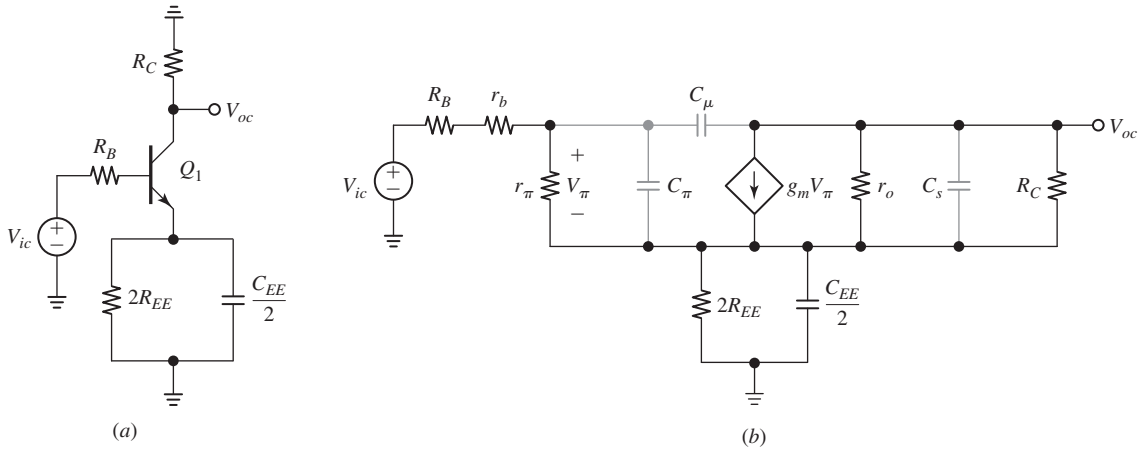 R_C
V_oc
R_B
Q_1
V_ic
+
−
2R_EE
C_EE
2
(a)
R_B
r_b
C_μ
V_oc
V_ic
+
−
r_π
+
V_π
−
C_π
g_mV_π
r_o
C_s
R_C
2R_EE
C_EE
2
(b)